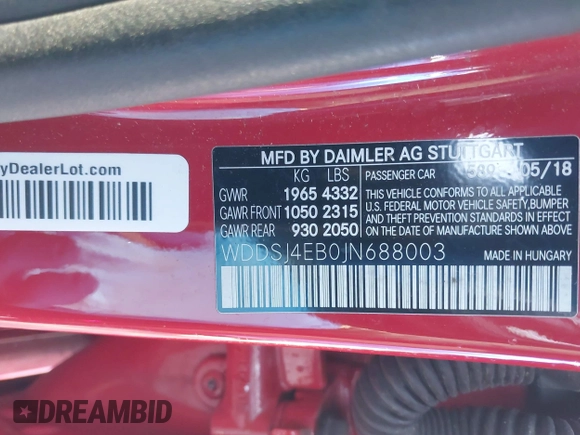 yDealerLot.com
MFD BY DAIMLER AG STUTTGART
KG LBS
PASSENGER CAR 05/18
GVWR 1965 4332
GAWR FRONT 1050 2315
GAWR REAR 930 2050
THIS VEHICLE CONFORMS TO ALL APPLICABLE
U.S. FEDERAL MOTOR VEHICLE SAFETY,BUMPER
AND THEFT PREVENTION STANDARDS IN EFFECT ON
THE DATE OF MANUFACTURE SHOWN ABOVE.
WDDSJ4EB0JN688003
MADE IN HUNGARY
DREAMBID